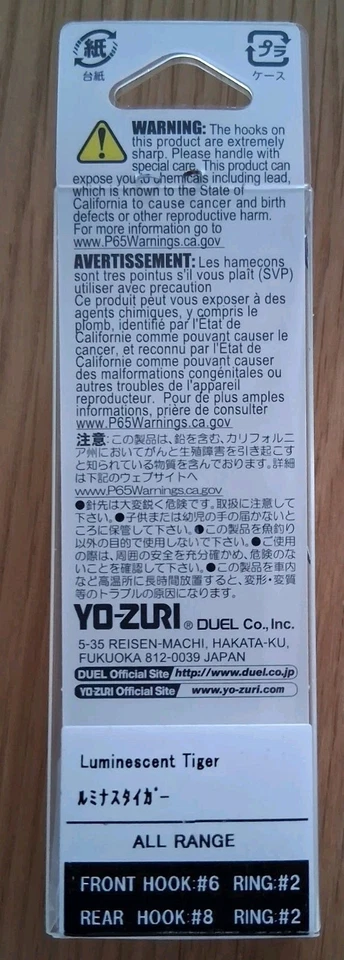 紙
台紙
プラ
ケース
WARNING: The hooks on
this product are extremely
sharp. Please handle with
special care. This product can
expose you to chemicals including lead,
which is known to the State of
California to cause cancer and birth
defects or other reproductive harm.
For more information go to
www.P65Warnings.ca.gov
AVERTISSEMENT: Les hamecons
sont tres pointus s'il vous plaît (SVP)
utiliser avec precaution
Ce produit peut vous exposer à des
agents chimiques, y compris le
plomb, identifié par l'Etat de
Californie comme pouvant causer le
cancer, et reconnu par l'Etat de
Californie comme pouvant causer
des malformations congénitales ou
autres troubles de l'appareil
reproducteur. Pour de plus amples
informations, prière de consulter
www.P65Warnings.ca.gov
注意:この製品は、鉛を含む、カリフォルニ
ア州においてがんと生殖障害を引き起こす
と知られている物質を含んでおります。詳細
は下記のウェブサイトへ
www.P65Warnings.ca.gov
●針先は大変鋭く危険です。取扱に注意して
下さい。●子供または幼児の手の届かないとこ
ろに保管して下さい。●この製品を魚釣り
以外の目的で使用しないで下さい。●ご使用
の際は、周囲の安全を充分確かめ、危険のな
いことを確認して下さい。●この製品を車内
など高温所に長時間放置すると、変形・変質
等のトラブルの原因になります。
YO-ZURI® DUEL Co., Inc.
5-35 REISEN-MACHI, HAKATA-KU,
FUKUOKA 812-0039 JAPAN
DUEL Official Site http://www.duel.co.jp
YO-ZURI Official Site www.yo-zuri.com
Luminescent Tiger
ルミナスタイガー
ALL RANGE
FRONT HOOK:#6 RING:#2
REAR HOOK:#8 RING:#2